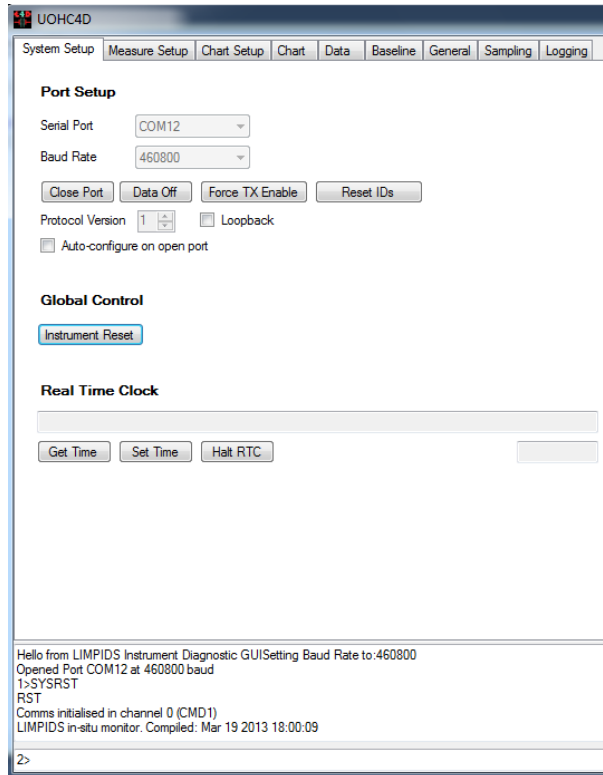 UOHC4D
System Setup Measure Setup Chart Setup Chart Data Baseline General Sampling Logging
Port Setup
Serial Port COM12
Baud Rate 460800
Close Port Data Off Force TX Enable Reset IDs
Protocol Version 1 Loopback
Auto-configure on open port
Global Control
Instrument Reset
Real Time Clock
Get Time Set Time Halt RTC
Hello from LIMPIDS Instrument Diagnostic GUISetting Baud Rate to:460800
Opened Port COM12 at 460800 baud
1>SYSRST
RST
Comms initialised in channel 0 (CMD1)
LIMPIDS in-situ monitor. Compiled: Mar 19 2013 18:00:09
2>